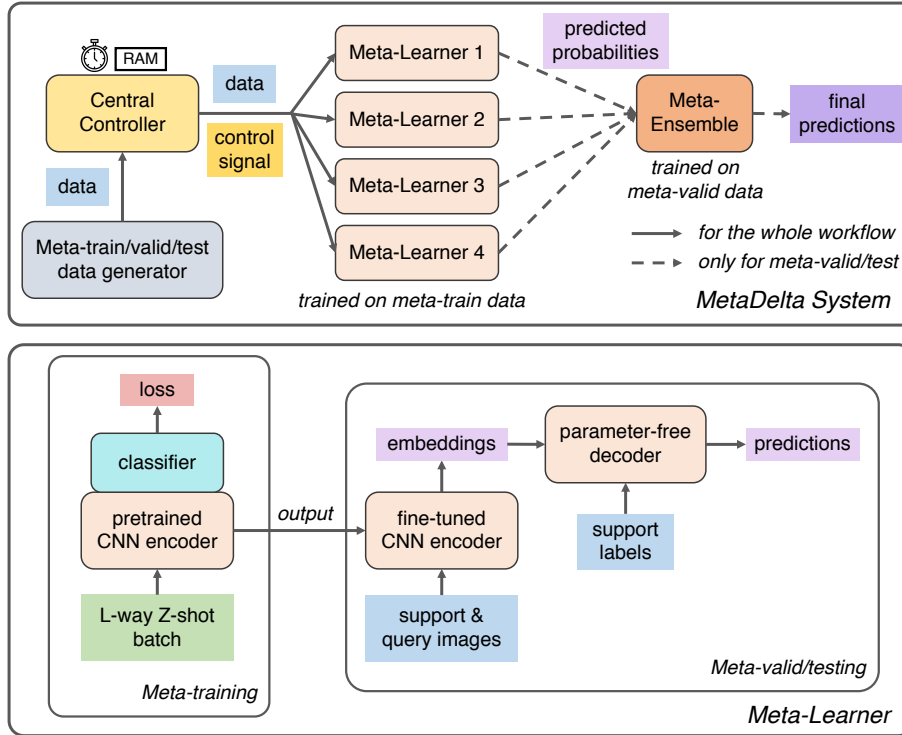 RAM
Central
Controller
data
control
signal
data
Meta-train/valid/test
data generator
Meta-Learner 1
Meta-Learner 2
Meta-Learner 3
Meta-Learner 4
trained on meta-train data
predicted
probabilities
Meta-
Ensemble
trained on
meta-valid data
final
predictions
for the whole workflow
only for meta-valid/test
MetaDelta System
loss
classifier
pretrained
CNN encoder
L-way Z-shot
batch
Meta-training
output
embeddings
fine-tuned
CNN encoder
support &
query images
parameter-free
decoder
support
labels
predictions
Meta-valid/testing
Meta-Learner